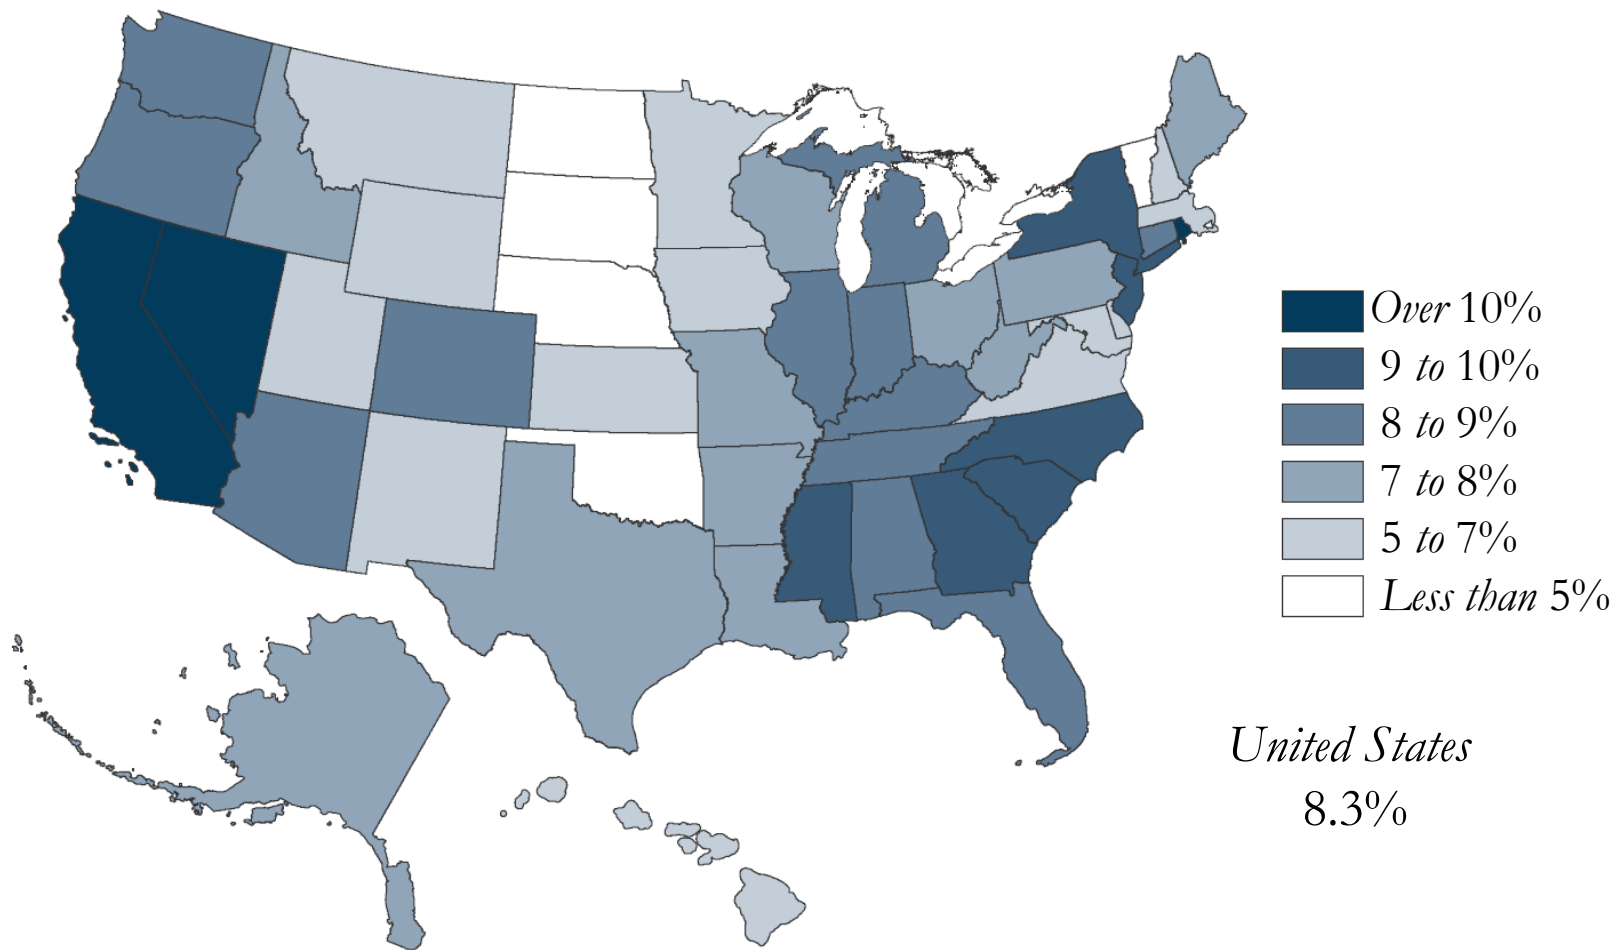 Over 10%
9 to 10%
8 to 9%
7 to 8%
5 to 7%
Less than 5%
United States
8.3%